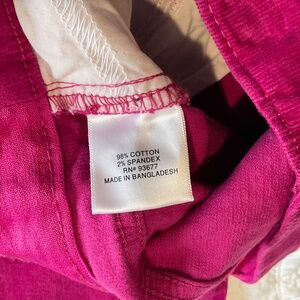 98% COTTON
2% SPANDEX
RN# 93677
MADE IN BANGLADESH